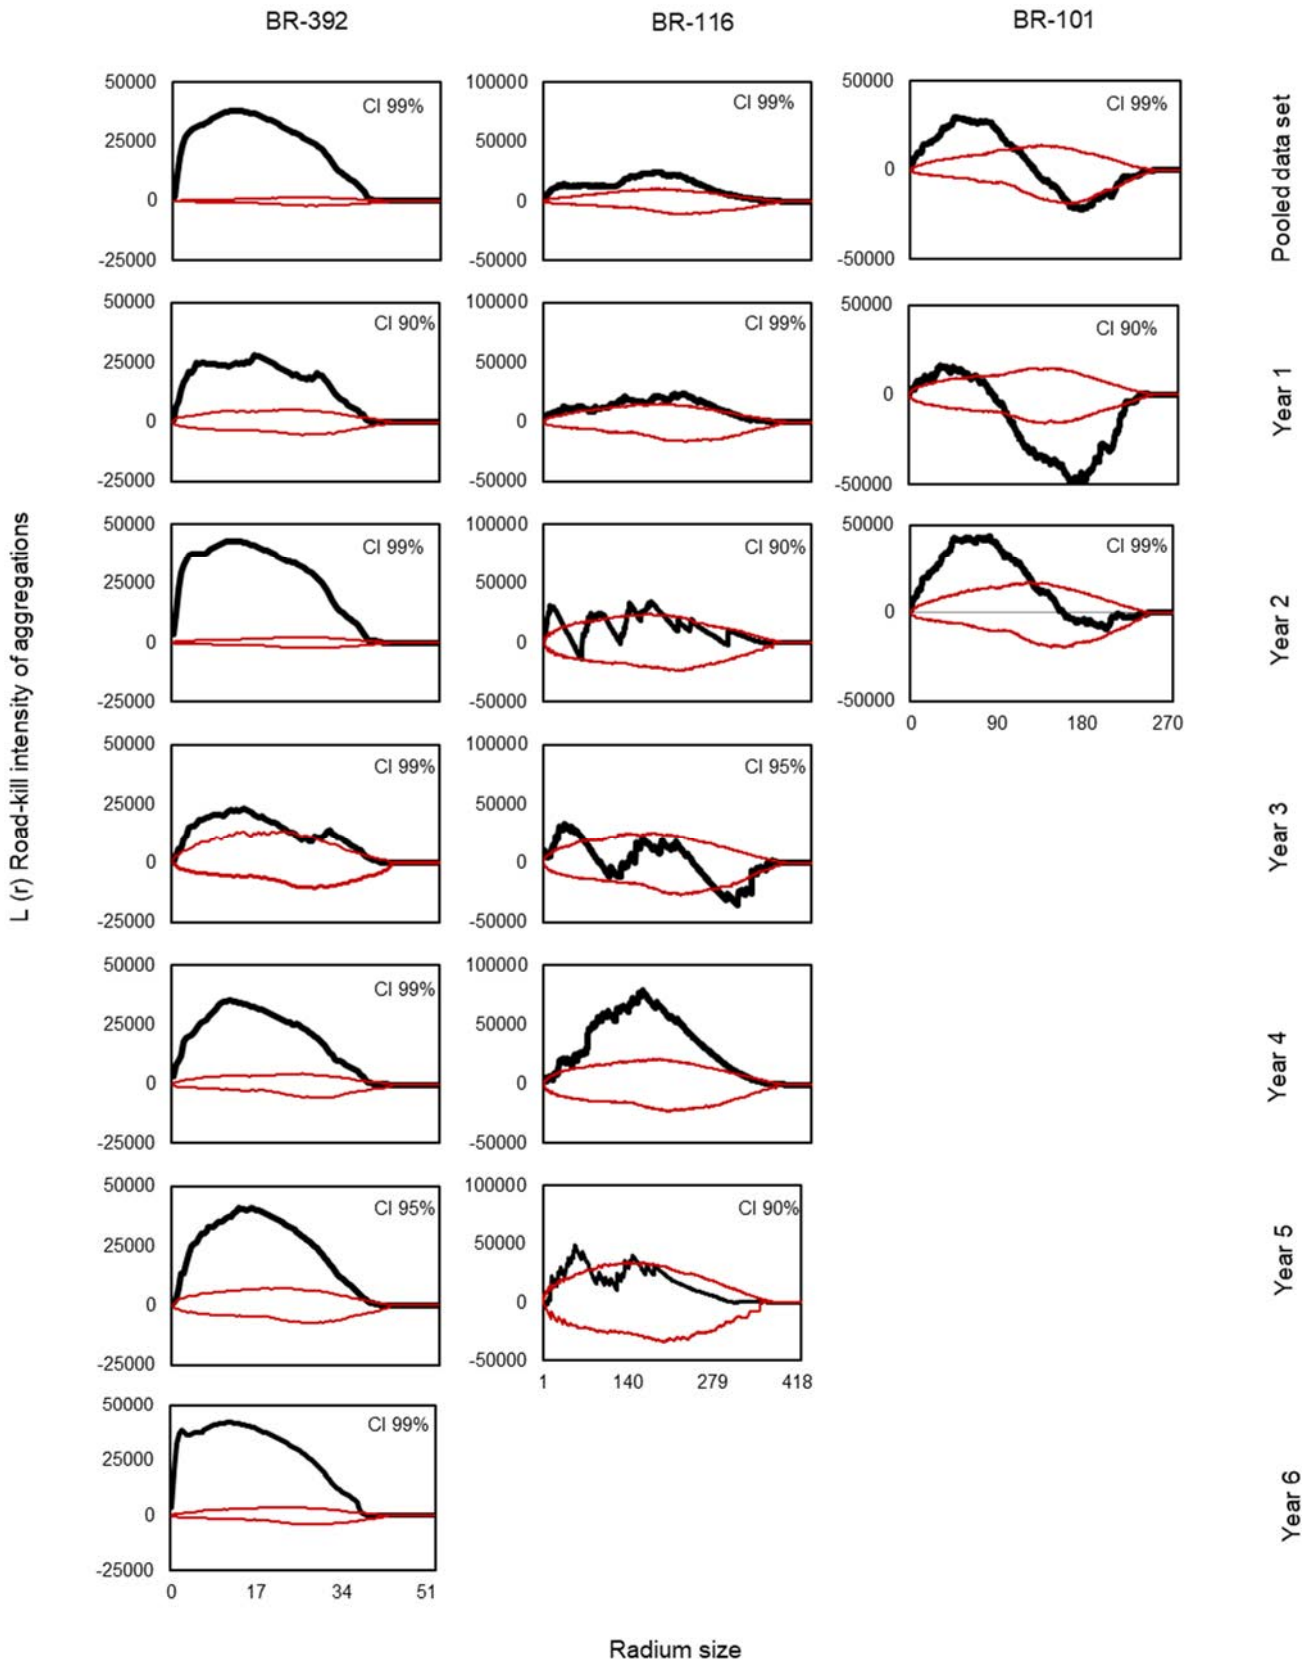 BR-392 BR-116 BR-101
50000 25000 0 -25000 CI 99%
100000 50000 0 -50000 CI 99%
50000 0 -50000 CI 99%
Pooled data set
50000 25000 0 -25000 CI 90%
100000 50000 0 -50000 CI 99%
50000 0 -50000 CI 90%
Year 1
50000 25000 0 -25000 CI 99%
100000 50000 0 -50000 CI 90%
50000 0 -50000 CI 99%
0 90 180 270
Year 2
L (r) Road-kill intensity of aggregations
50000 25000 0 -25000 CI 99%
100000 50000 0 -50000 CI 95%
Year 3
50000 25000 0 -25000 CI 99%
100000 50000 0 -50000
Year 4
50000 25000 0 -25000 CI 95%
100000 50000 0 -50000 CI 90%
1 140 279 418
Year 5
50000 25000 0 -25000 CI 99%
0 17 34 51
Year 6
Radium size